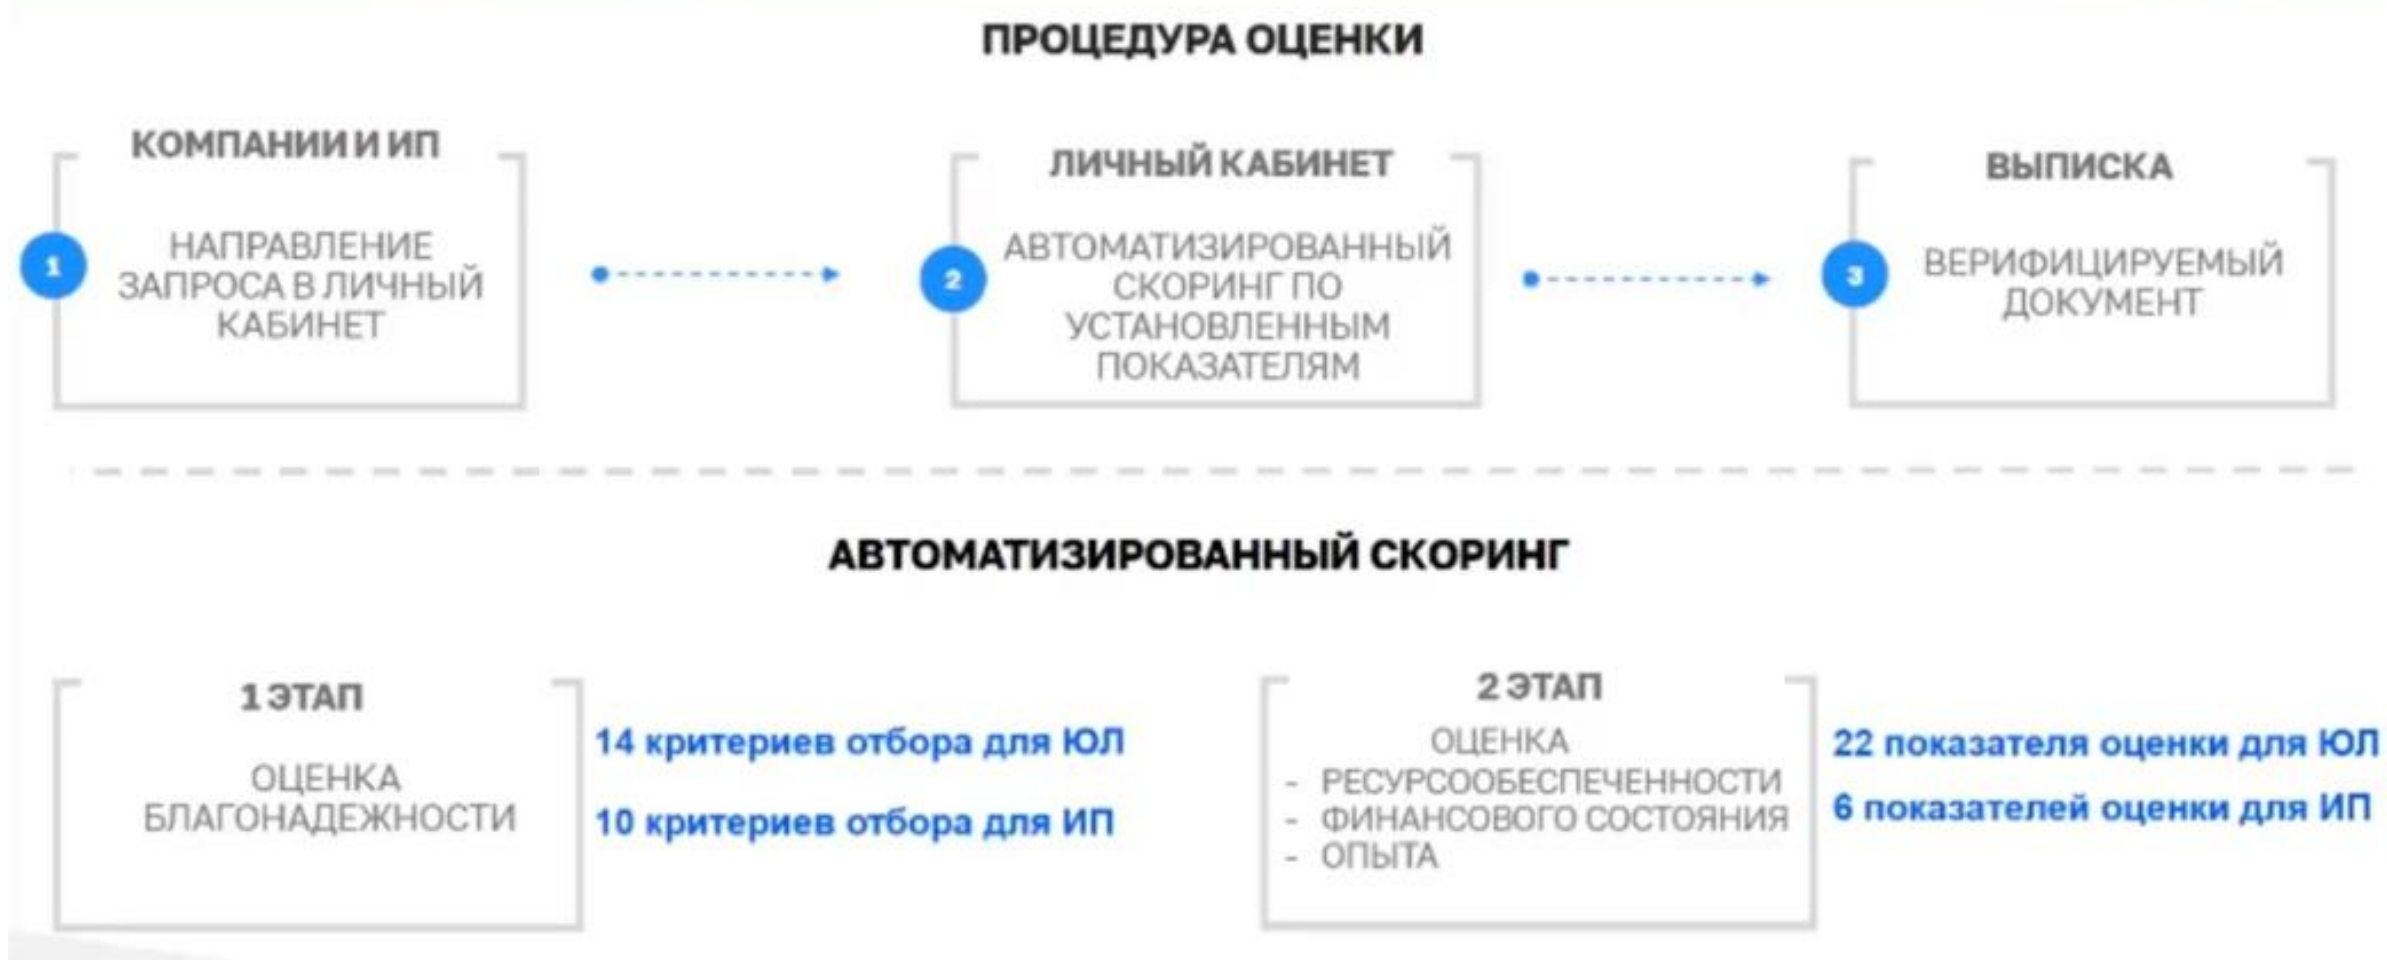 ПРОЦЕДУРА ОЦЕНКИ
КОМПАНИИ И ИП
1
НАПРАВЛЕНИЕ
ЗАПРОСА В ЛИЧНЫЙ
КАБИНЕТ
ЛИЧНЫЙ КАБИНЕТ
2
АВТОМАТИЗИРОВАННЫЙ
СКОРИНГ ПО
УСТАНОВЛЕННЫМ
ПОКАЗАТЕЛЯМ
ВЫПИСКА
3
ВЕРИФИЦИРУЕМЫЙ
ДОКУМЕНТ
АВТОМАТИЗИРОВАННЫЙ СКОРИНГ
1 ЭТАП
ОЦЕНКА
БЛАГОНАДЕЖНОСТИ
14 критериев отбора для ЮЛ
10 критериев отбора для ИП
2 ЭТАП
ОЦЕНКА
- РЕСУРСООБЕСПЕЧЕННОСТИ
- ФИНАНСОВОГО СОСТОЯНИЯ
- ОПЫТА
22 показателя оценки для ЮЛ
6 показателей оценки для ИП